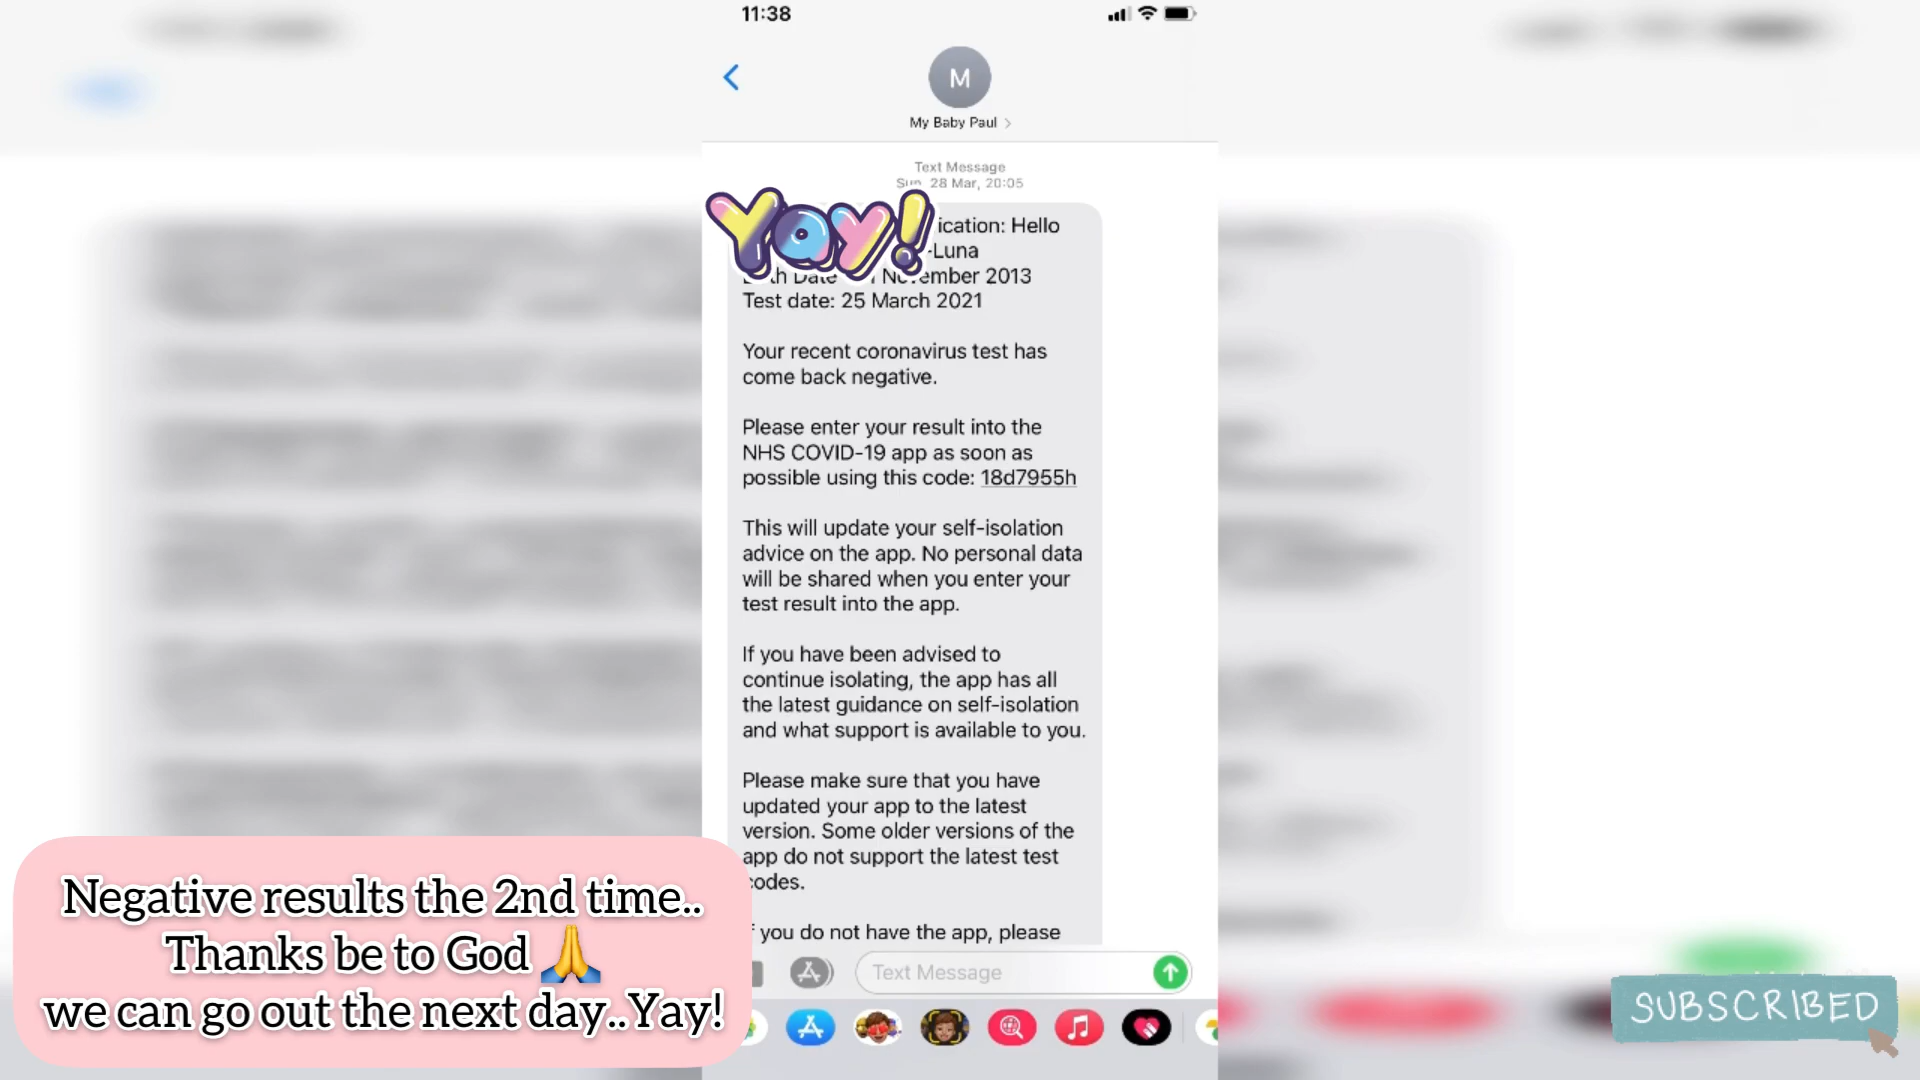 11:38
M
My Baby Paul
Text Message
Sun, 28 Mar, 20:05
Yay!
ication: Hello
-Luna
Date November 2013
Test date: 25 March 2021
Your recent coronavirus test has
come back negative.
Please enter your result into the
NHS COVID-19 app as soon as
possible using this code: 18d7955h
This will update your self-isolation
advice on the app. No personal data
will be shared when you enter your
test result into the app.
If you have been advised to
continue isolating, the app has all
the latest guidance on self-isolation
and what support is available to you.
Please make sure that you have
updated your app to the latest
version. Some older versions of the
app do not support the latest test
codes.
you do not have the app, please
Text Message
Negative results the 2nd time..
Thanks be to God 🙏
we can go out the next day..Yay!
SUBSCRIBED